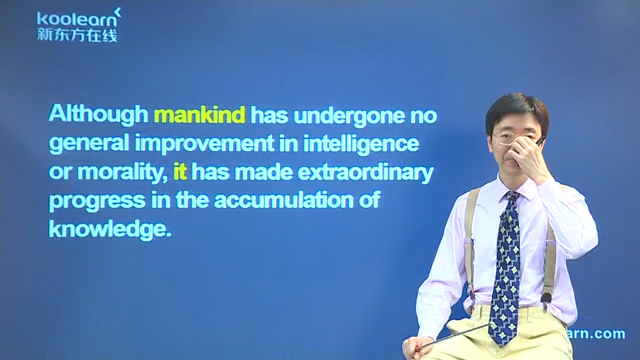 koolearn
新东方在线
Although mankind has undergone no
general improvement in intelligence
or morality, it has made extraordinary
progress in the accumulation of
knowledge.
arn.com